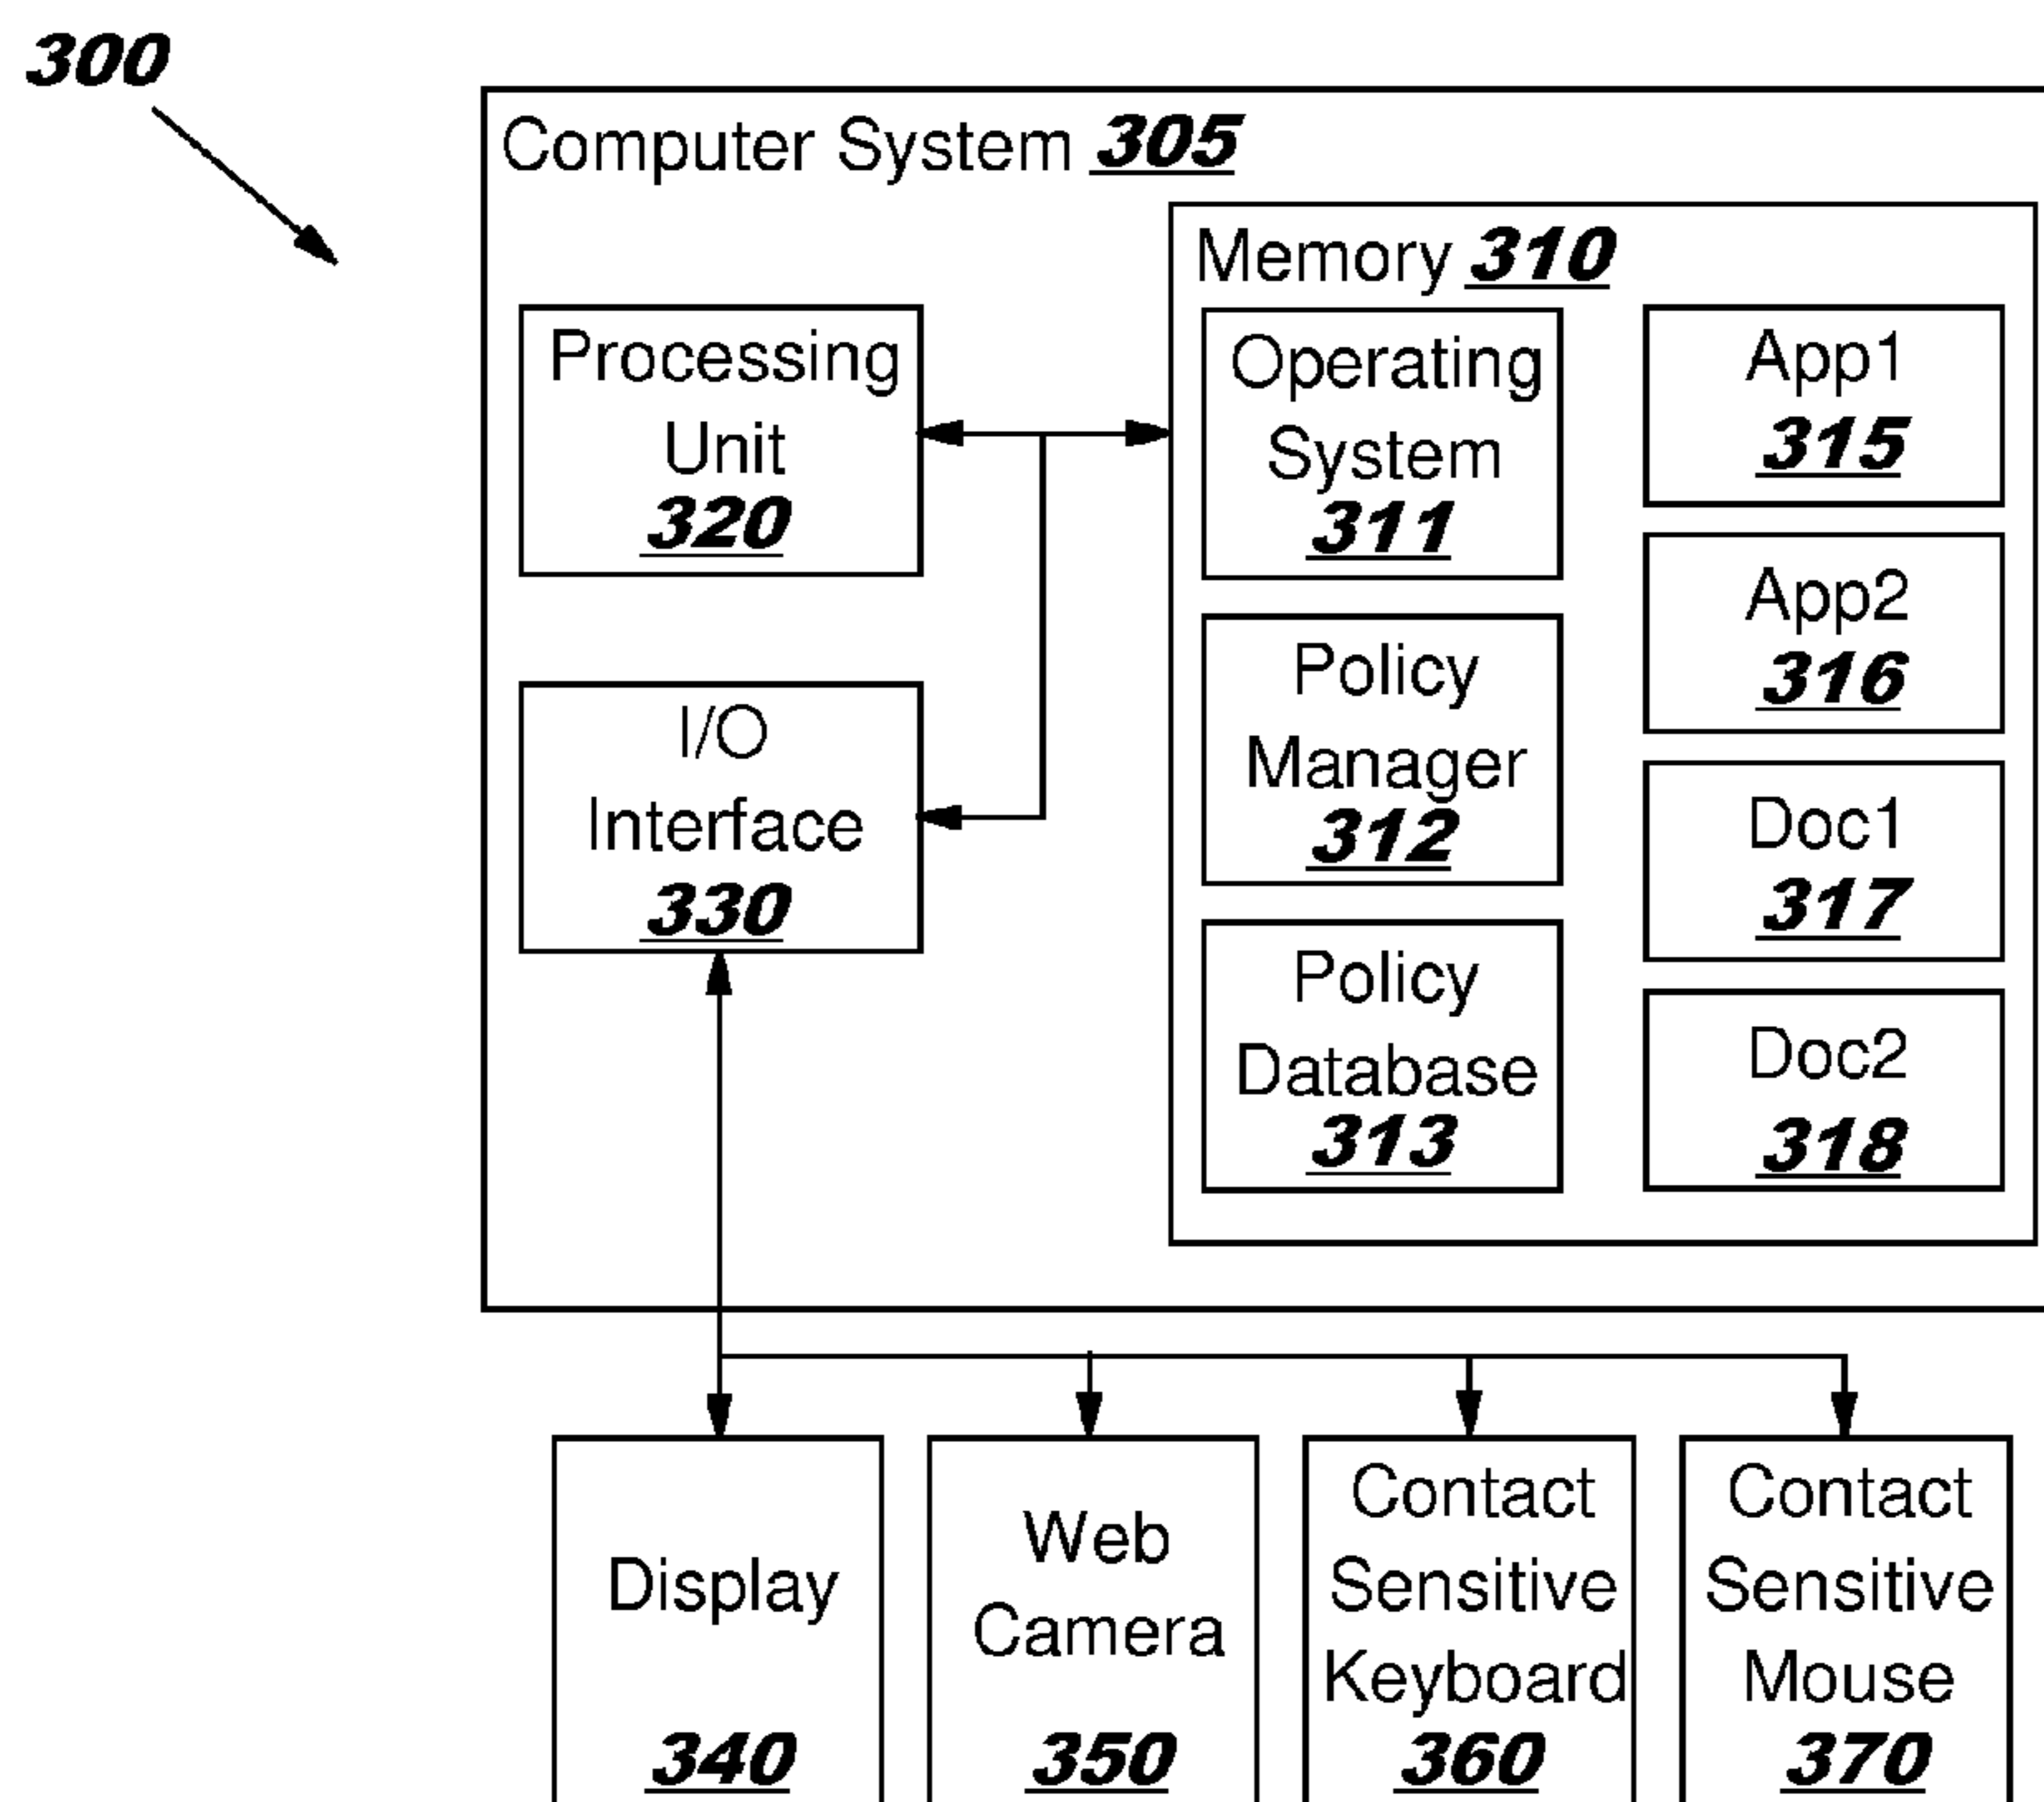 300
Computer System 305
Memory 310
Processing
Unit
320
Operating
System
311
App1
315
App2
316
I/O
Interface
330
Policy
Manager
312
Doc1
317
Policy
Database
313
Doc2
318
Display
340
Web
Camera
350
Contact
Sensitive
Keyboard
360
Contact
Sensitive
Mouse
370